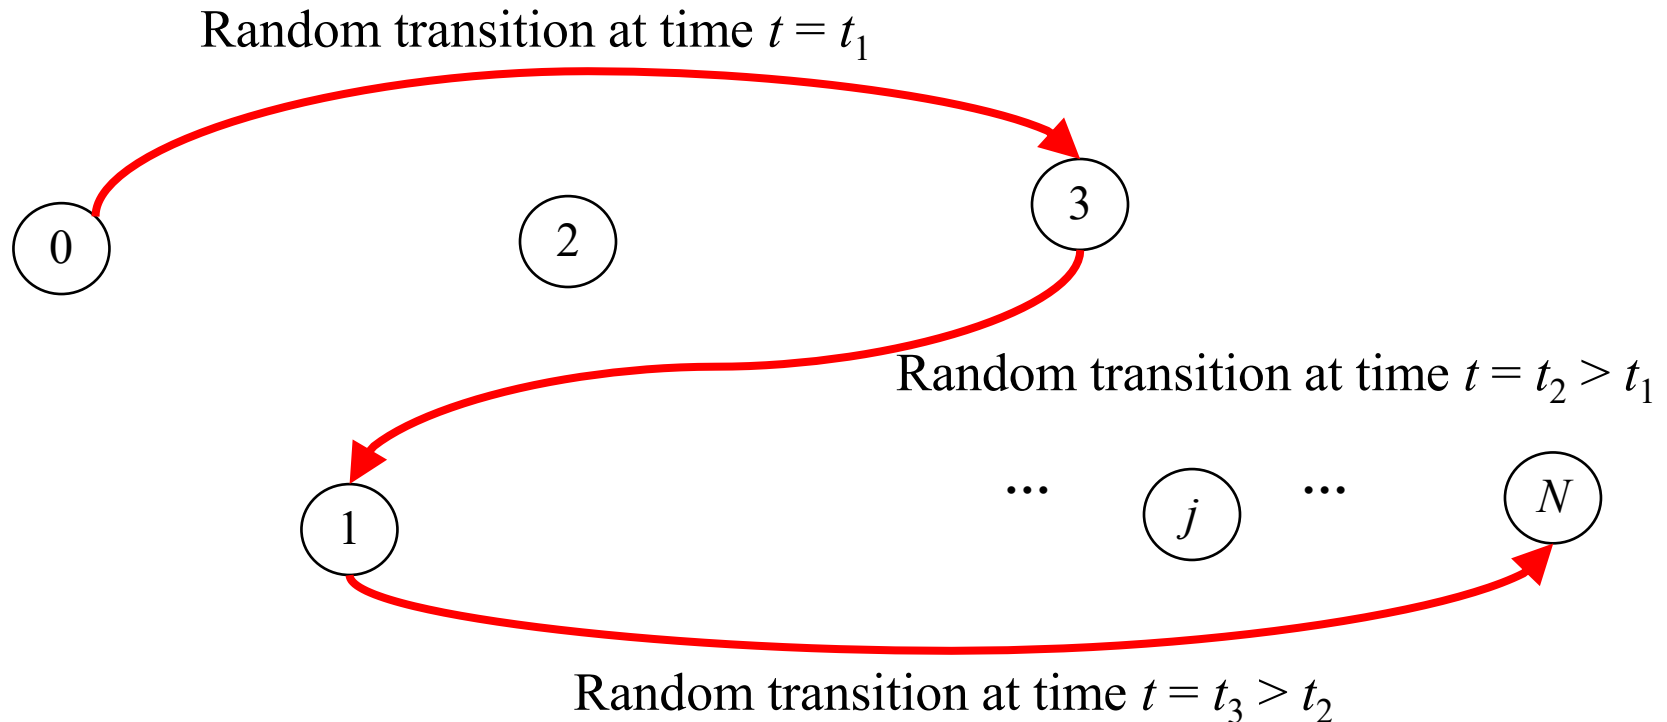 Random transition at time t = t₁
3
0
2
Random transition at time t = t₂ > t₁
... j ... N
1
Random transition at time t = t₃ > t₂